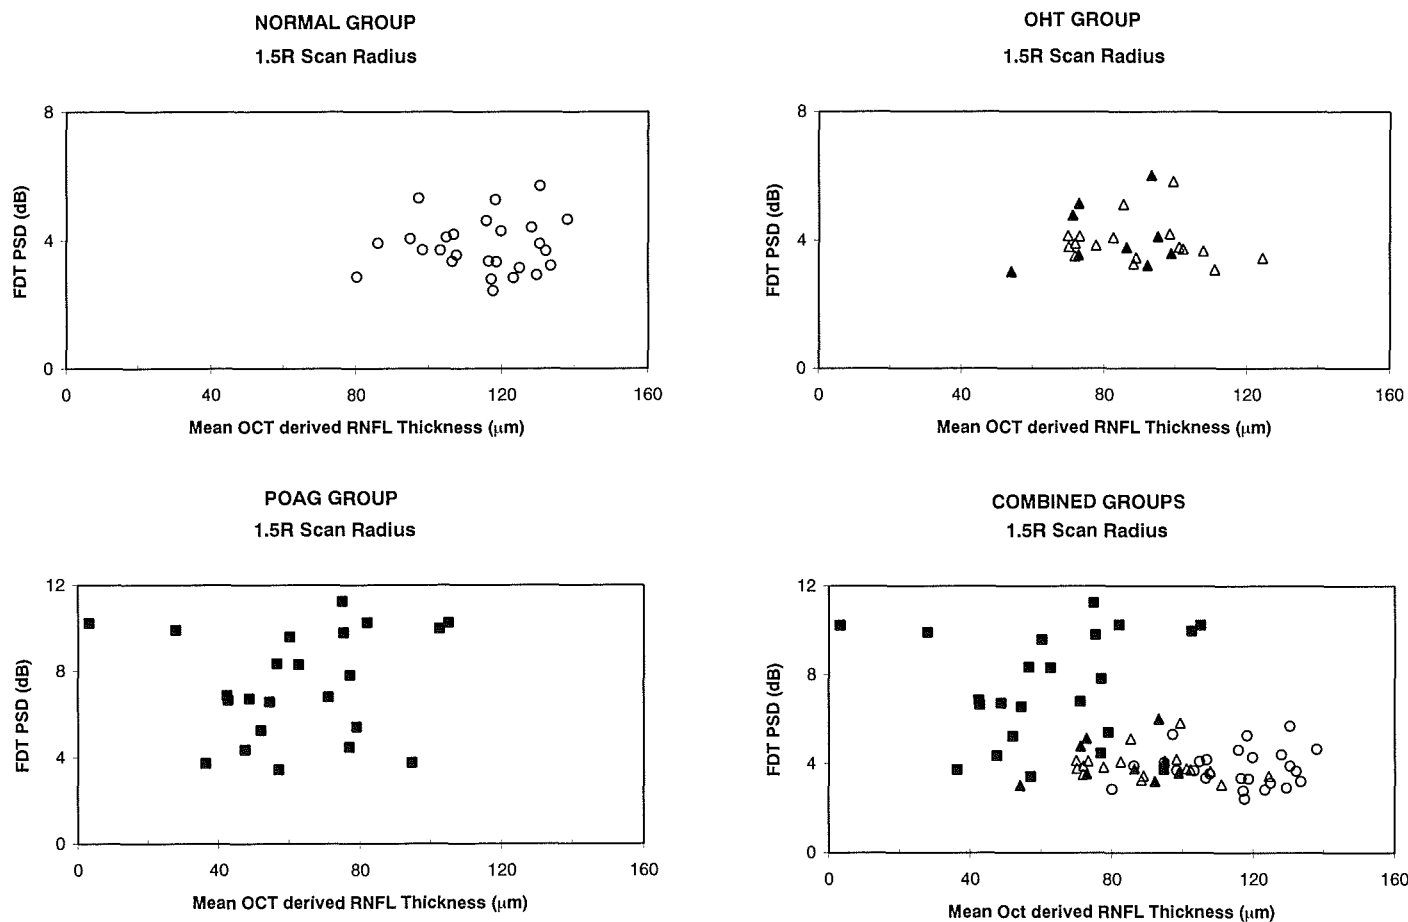 NORMAL GROUP
1.5R Scan Radius
8
4
0
FDT PSD (dB)
0 40 80 120 160
Mean OCT derived RNFL Thickness (µm)
OHT GROUP
1.5R Scan Radius
8
4
0
FDT PSD (dB)
0 40 80 120 160
Mean OCT derived RNFL Thickness (µm)
POAG GROUP
1.5R Scan Radius
12
8
4
0
FDT PSD (dB)
0 40 80 120 160
Mean OCT derived RNFL Thickness (µm)
COMBINED GROUPS
1.5R Scan Radius
12
8
4
0
FDT PSD (dB)
0 40 80 120 160
Mean Oct derived RNFL Thickness (µm)